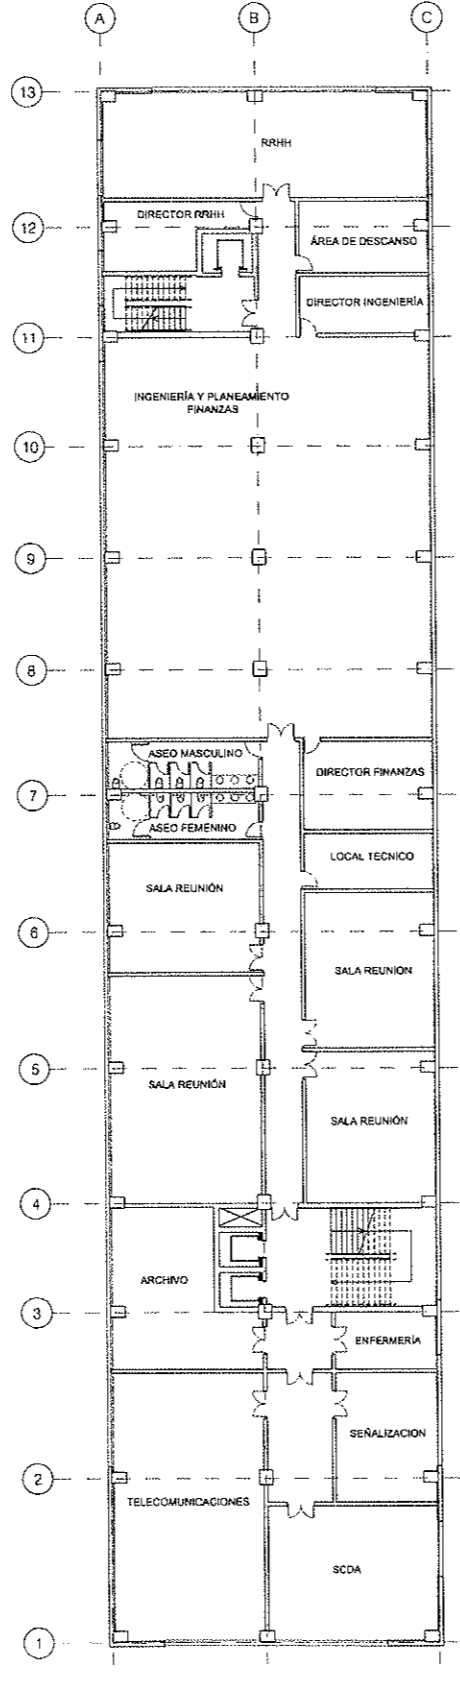 A B C
13
RRHH
DIRECTOR RRHH
12
ÁREA DE DESCANSO
DIRECTOR INGENIERÍA
11
INGENIERÍA Y PLANEAMIENTO
FINANZAS
10
9
8
ASEO MASCULINO
DIRECTOR FINANZAS
7
ASEO FEMENINO
LOCAL TECNICO
SALA REUNIÓN
6
SALA REUNIÓN
5
SALA REUNIÓN
SALA REUNIÓN
4
ARCHIVO
3
ENFERMERÍA
SEÑALIZACION
2
TELECOMUNICACIONES
SCDA
1